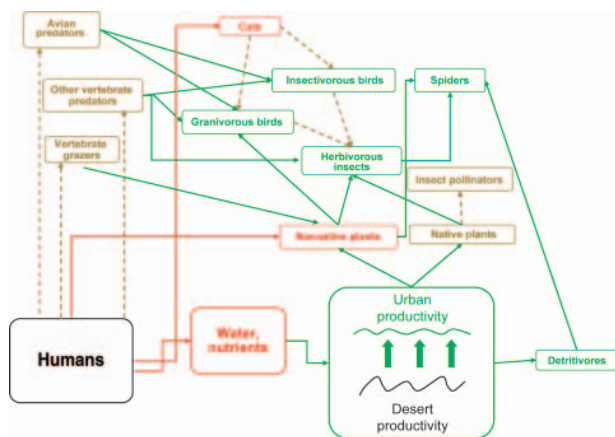 Avian
predators
Cats
Other vertebrate
predators
Insectivorous birds
Spiders
Granivorous birds
Vertebrate
grazers
Herbivorous
insects
Insect pollinators
Nonnative plants
Native plants
Humans
Water,
nutrients
Urban
productivity
Desert
productivity
Detritivores